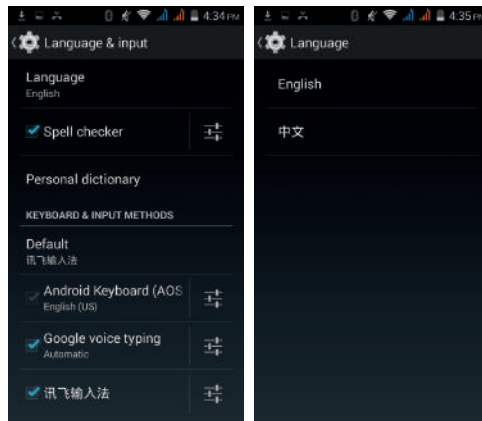 4:34 PM
Language & input
Language
English
Spell checker
Personal dictionary
KEYBOARD & INPUT METHODS
Default
讯飞输入法
Android Keyboard (AOS
English (US)
Google voice typing
Automatic
讯飞输入法
4:35 PM
Language
English
中文